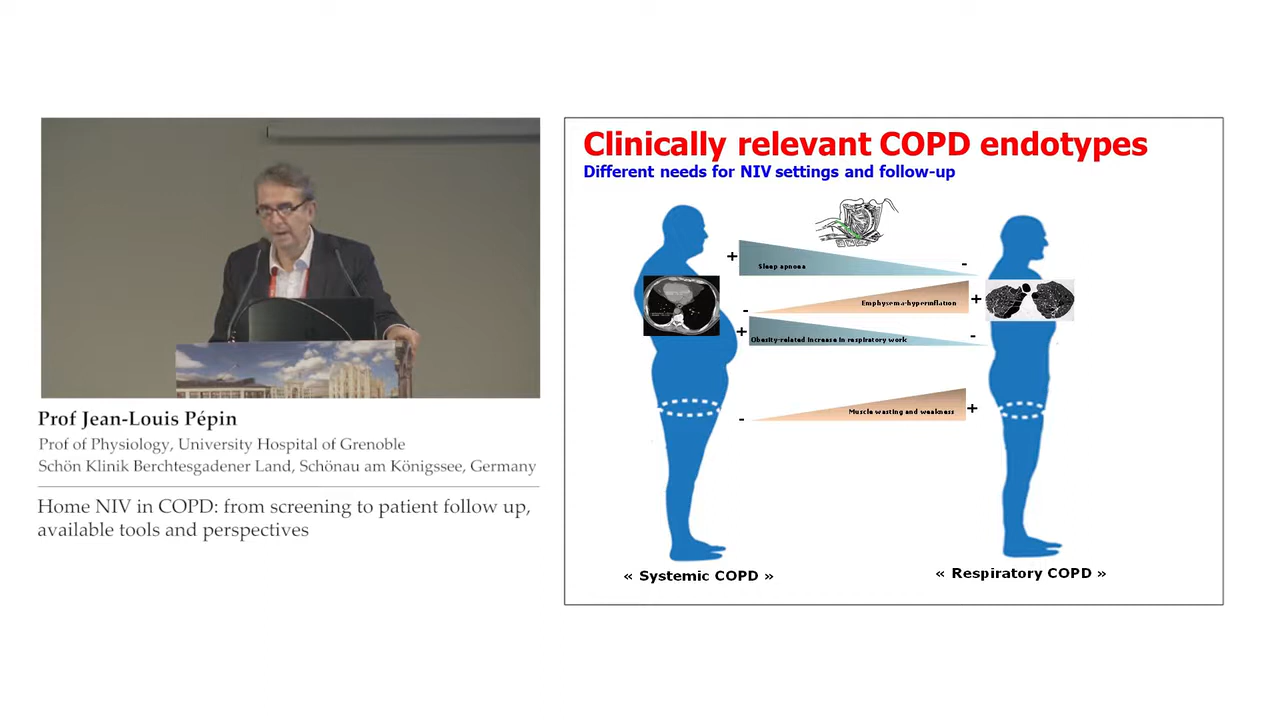 Clinically relevant COPD endotypes
Different needs for NIV settings and follow-up
+
Sleep apnoea
-
-
Emphysema-hyperinflation
+
+
Obesity-related increase in respiratory work
-
-
Muscle wasting and weakness
+
« Systemic COPD »
« Respiratory COPD »
Prof Jean-Louis Pépin
Prof of Physiology, University Hospital of Grenoble
Schön Klinik Berchtesgadener Land, Schönau am Königssee, Germany
Home NIV in COPD: from screening to patient follow up,
available tools and perspectives